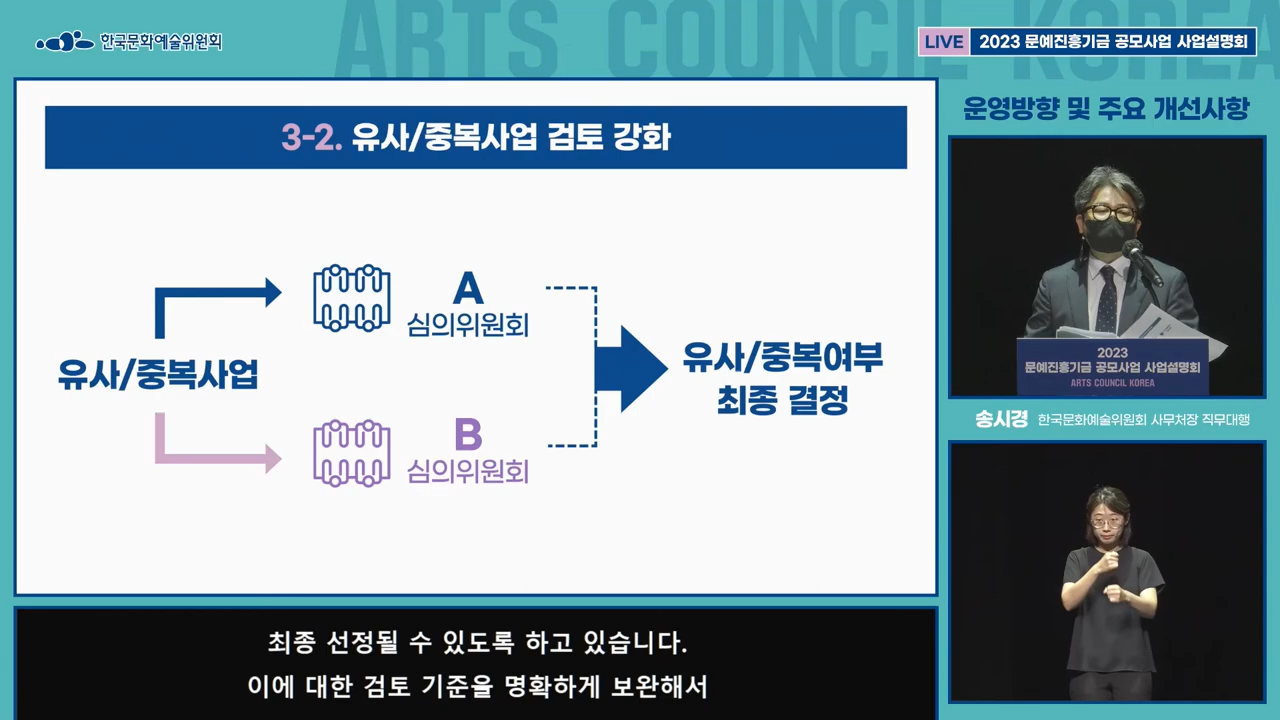 ARTS COUNCIL KOREA
한국문화예술위원회
LIVE 2023 문예진흥기금 공모사업 사업설명회
운영방향 및 주요 개선사항
3-2. 유사/중복사업 검토 강화
유사/중복사업
A
심의위원회
B
심의위원회
유사/중복여부
최종 결정
2023
문예진흥기금 공모사업 사업설명회
ARTS COUNCIL KOREA
송시경 한국문화예술위원회 사무처장 직무대행
최종 선정될 수 있도록 하고 있습니다.
이에 대한 검토 기준을 명확하게 보완해서